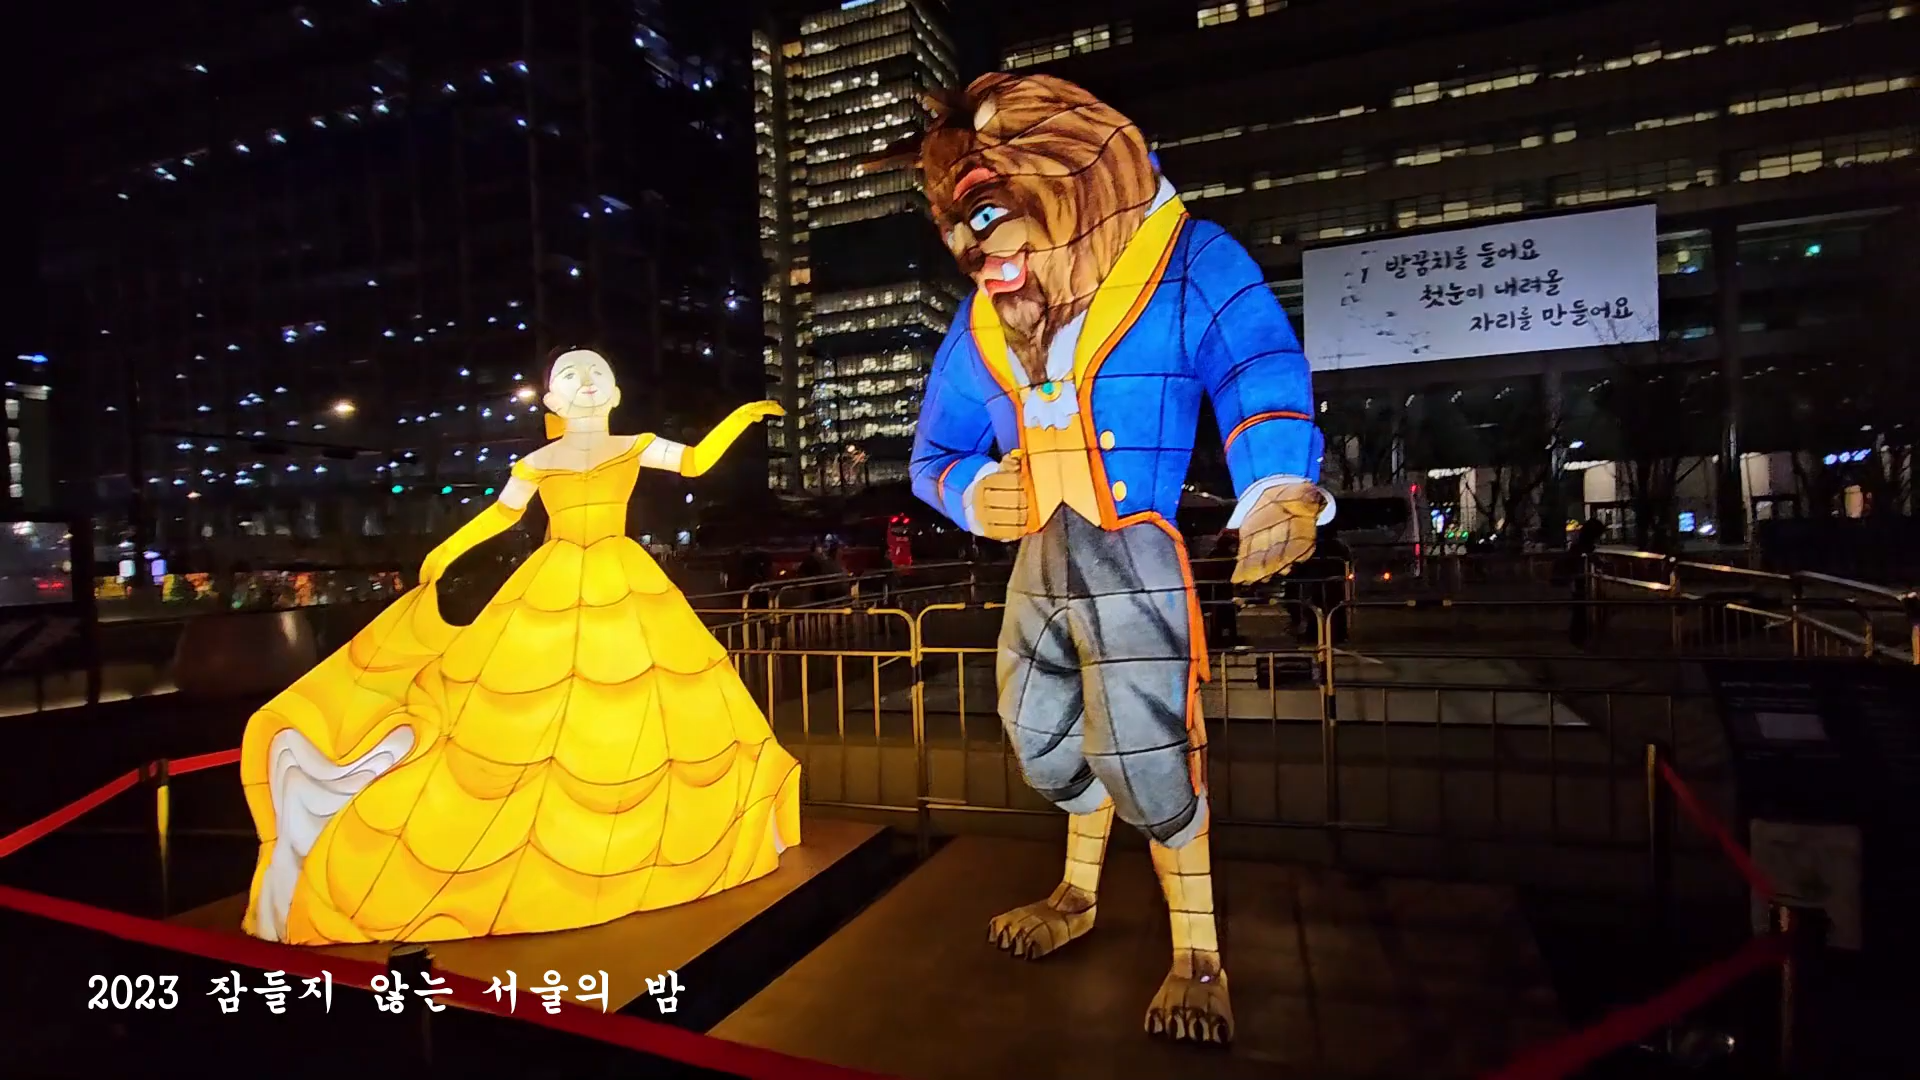 발꿈치를 들어요
첫눈이 내려올
자리를 만들어요
2023 잠들지 않는 서울의 밤